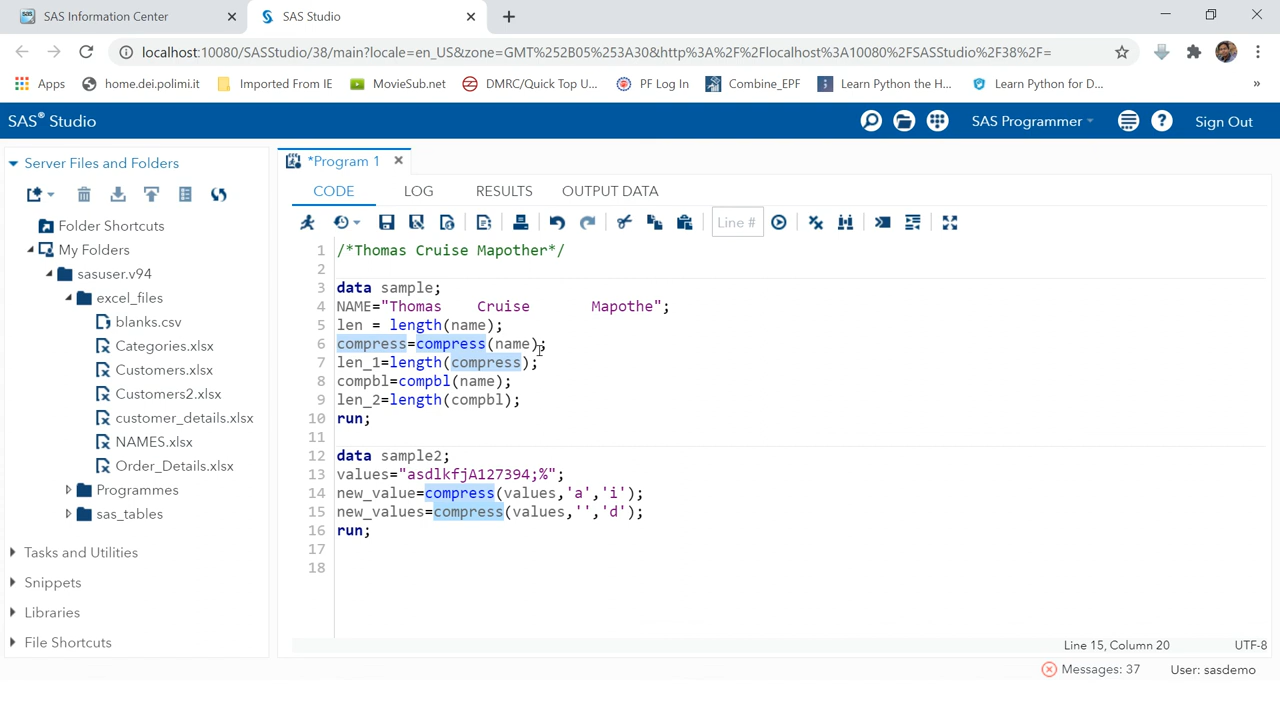 SAS Information Center
SAS Studio
localhost:10080/SASStudio/38/main?locale=en_US&zone=GMT%252B05%253A30&http%3A%2F%2Flocalhost%3A10080%2FSASStudio%2F38%2F=
Apps home.dei.polimi.it Imported From IE MovieSub.net DMRC/Quick Top U... PF Log In Combine_EPF Learn Python the H... Learn Python for D... »
SAS® Studio
SAS Programmer
Sign Out
Server Files and Folders
Folder Shortcuts
My Folders
sasuser.v94
excel_files
blanks.csv
Categories.xlsx
Customers.xlsx
Customers2.xlsx
customer_details.xlsx
NAMES.xlsx
Order_Details.xlsx
Programmes
sas_tables
Tasks and Utilities
Snippets
Libraries
File Shortcuts
*Program 1
CODE LOG RESULTS OUTPUT DATA
Line #
1 /*Thomas Cruise Mapother*/
2
3 data sample;
4 NAME="Thomas    Cruise       Mapothe";
5 len = length(name);
6 compress=compress(name);
7 len_1=length(compress);
8 compbl=compbl(name);
9 len_2=length(compbl);
10 run;
11
12 data sample2;
13 values="asdlkfjA127394;%";
14 new_value=compress(values,'a','i');
15 new_values=compress(values,'','d');
16 run;
17
18
Line 15, Column 20 UTF-8
Messages: 37 User: sasdemo